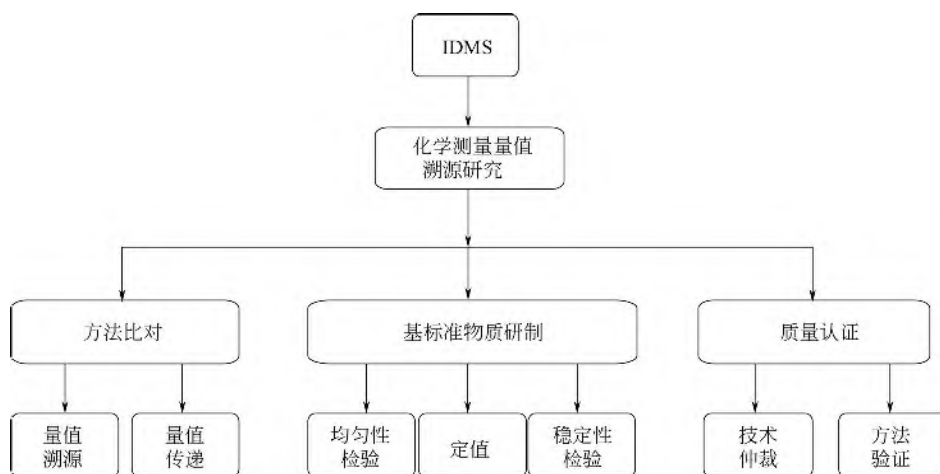 IDMS
化学测量量值
溯源研究
方法比对
基标准物质研制
质量认证
量值
溯源
量值
传递
均匀性
检验
定值
稳定性
检验
技术
仲裁
方法
验证